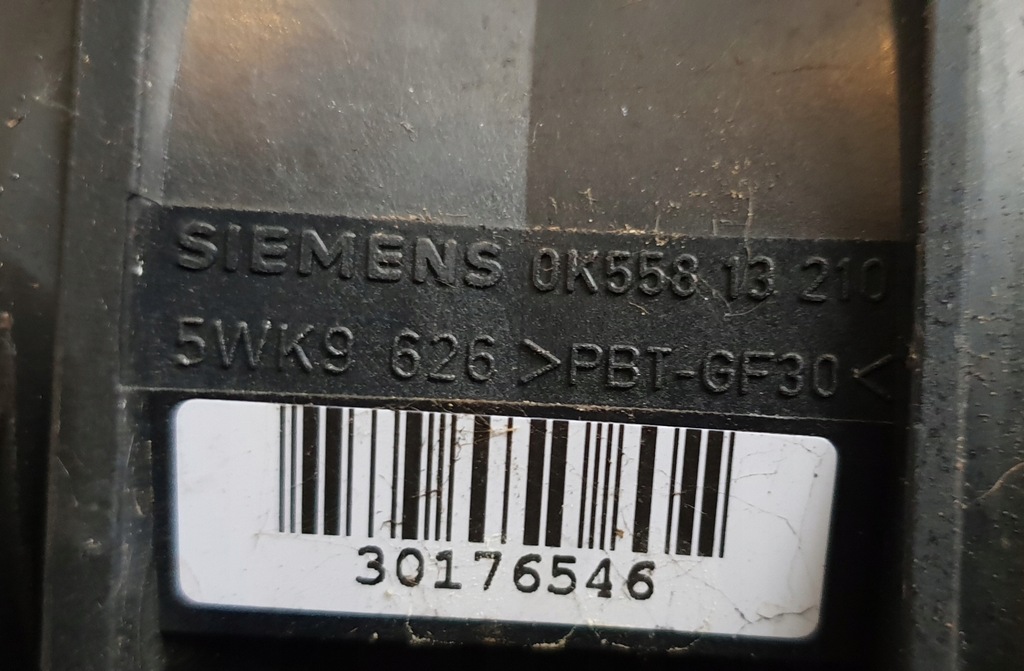 SIEMENS 0K558 13 210
5WK9 626 >PBT-GF30<
30176546